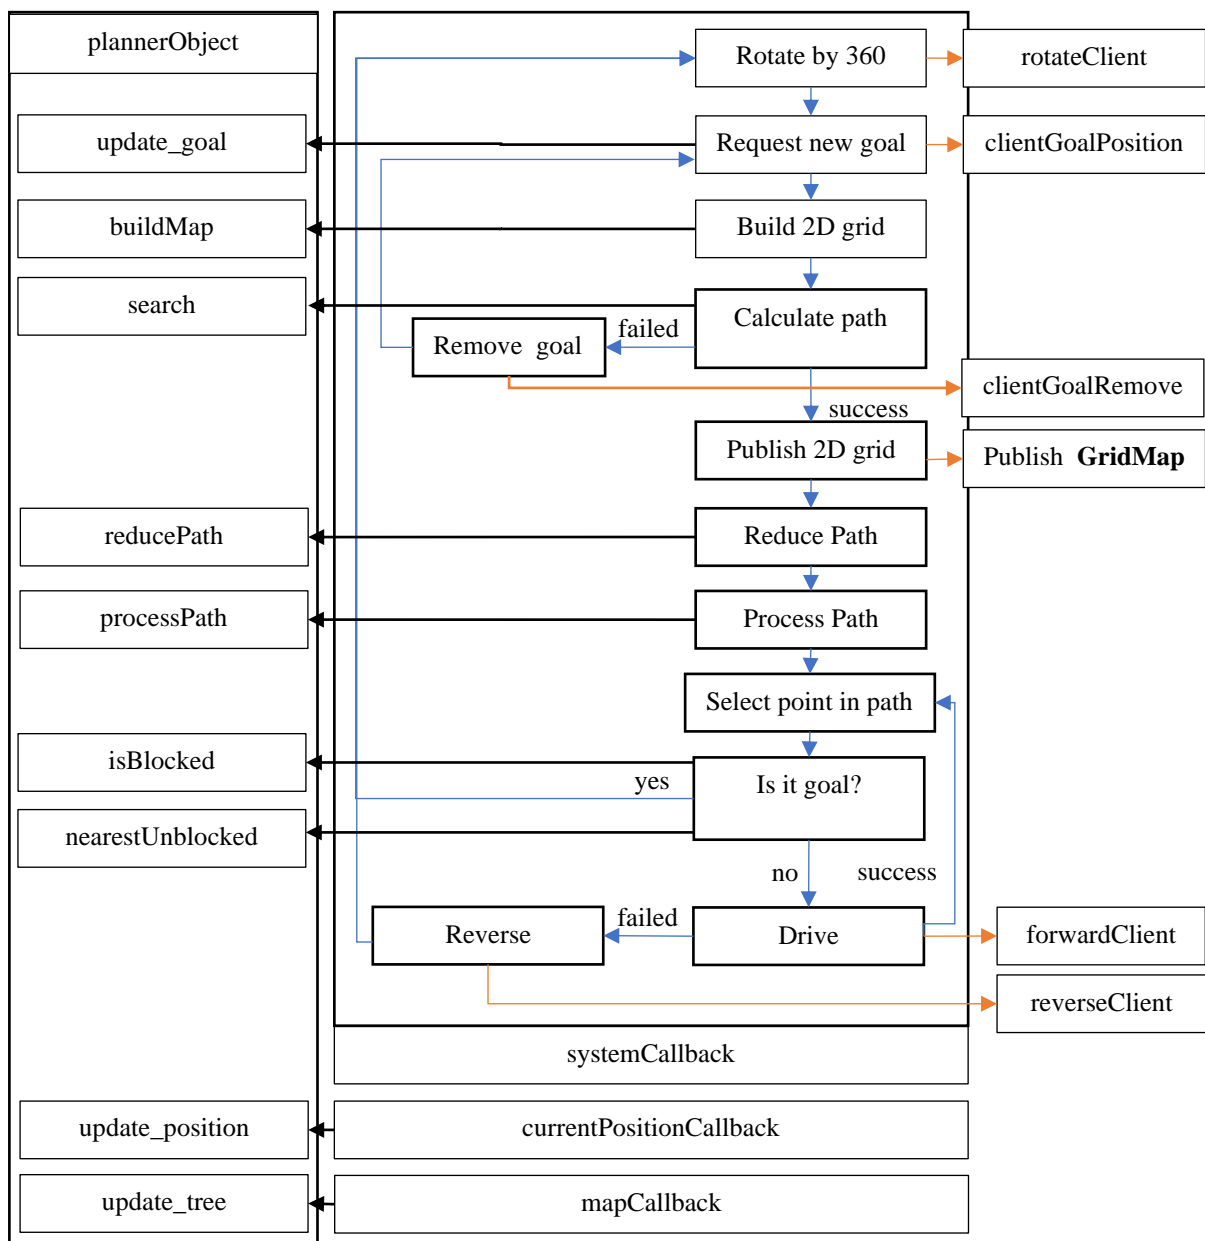 plannerObject
Rotate by 360
rotateClient
update_goal
Request new goal
clientGoalPosition
buildMap
Build 2D grid
search
Calculate path
failed
Remove  goal
clientGoalRemove
success
Publish 2D grid
Publish  GridMap
reducePath
Reduce Path
processPath
Process Path
Select point in path
isBlocked
Is it goal?
yes
nearestUnblocked
no
success
failed
Reverse
Drive
forwardClient
reverseClient
systemCallback
update_position
currentPositionCallback
update_tree
mapCallback